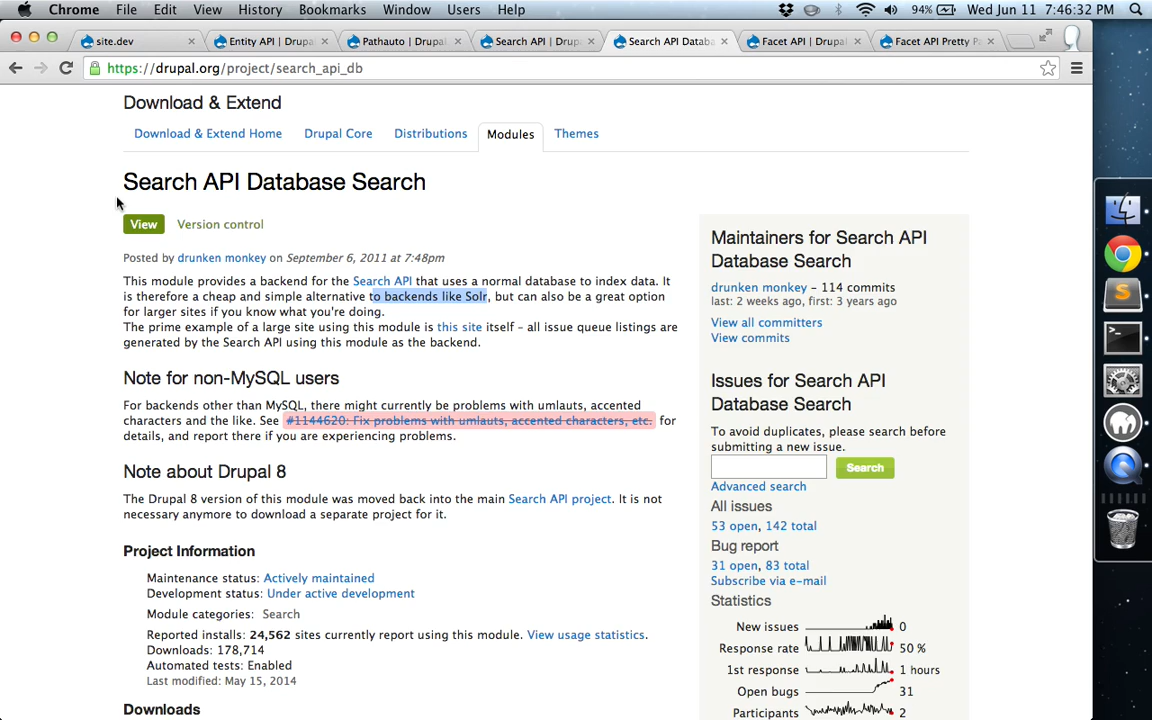 Chrome File Edit View History Bookmarks Window Users Help 94% Wed Jun 11 7:46:32 PM
site.dev Entity API | Drupal Pathauto | Drupal Search API | Drup Search API Databa Facet API | Drupal Facet API Pretty P
https://drupal.org/project/search_api_db
Download & Extend
Download & Extend Home Drupal Core Distributions Modules Themes
Search API Database Search
View Version control
Posted by drunken monkey on September 6, 2011 at 7:48pm
This module provides a backend for the Search API that uses a normal database to index data. It
is therefore a cheap and simple alternative to backends like Solr, but can also be a great option
for larger sites if you know what you're doing.
The prime example of a large site using this module is this site itself – all issue queue listings are
generated by the Search API using this module as the backend.
Note for non-MySQL users
For backends other than MySQL, there might currently be problems with umlauts, accented
characters and the like. See #1144620: Fix problems with umlauts, accented characters, etc. for
details, and report there if you are experiencing problems.
Note about Drupal 8
The Drupal 8 version of this module was moved back into the main Search API project. It is not
necessary anymore to download a separate project for it.
Project Information
Maintenance status: Actively maintained
Development status: Under active development
Module categories: Search
Reported installs: 24,562 sites currently report using this module. View usage statistics.
Downloads: 178,714
Automated tests: Enabled
Last modified: May 15, 2014
Downloads
Maintainers for Search API
Database Search
drunken monkey – 114 commits
last: 2 weeks ago, first: 3 years ago
View all committers
View commits
Issues for Search API
Database Search
To avoid duplicates, please search before
submitting a new issue.
Search
Advanced search
All issues
53 open, 142 total
Bug report
31 open, 83 total
Subscribe via e-mail
Statistics
New issues 0
Response rate 50 %
1st response 1 hours
Open bugs 31
Participants 2